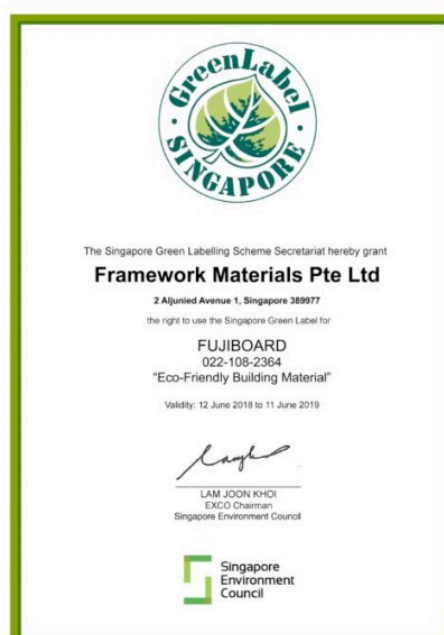 GreenLabel
SINGAPORE
The Singapore Green Labelling Scheme Secretariat hereby grant
Framework Materials Pte Ltd
2 Aljunied Avenue 1, Singapore 389977
the right to use the Singapore Green Label for
FUJIBOARD
022-108-2364
"Eco-Friendly Building Material"
Validity: 12 June 2018 to 11 June 2019
LAM JOON KHOI
EXCO Chairman
Singapore Environment Council
Singapore
Environment
Council